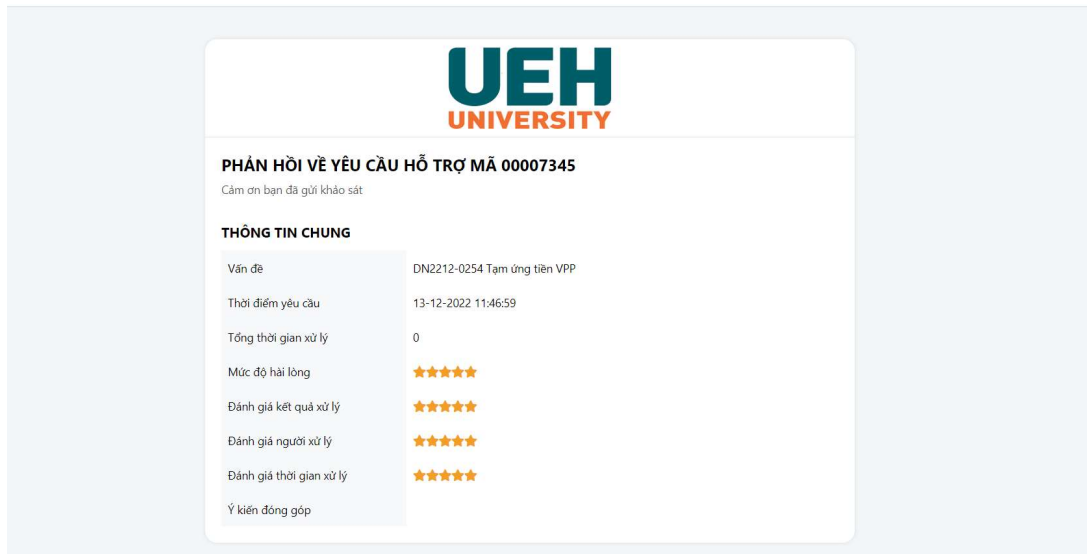 UEH
UNIVERSITY
PHẢN HỒI VỀ YÊU CẦU HỖ TRỢ MÃ 00007345
Cảm ơn bạn đã gửi khảo sát
THÔNG TIN CHUNG
Vấn đề DN2212-0254 Tạm ứng tiền VPP
Thời điểm yêu cầu 13-12-2022 11:46:59
Tổng thời gian xử lý 0
Mức độ hài lòng
Đánh giá kết quả xử lý
Đánh giá người xử lý
Đánh giá thời gian xử lý
Ý kiến đóng góp